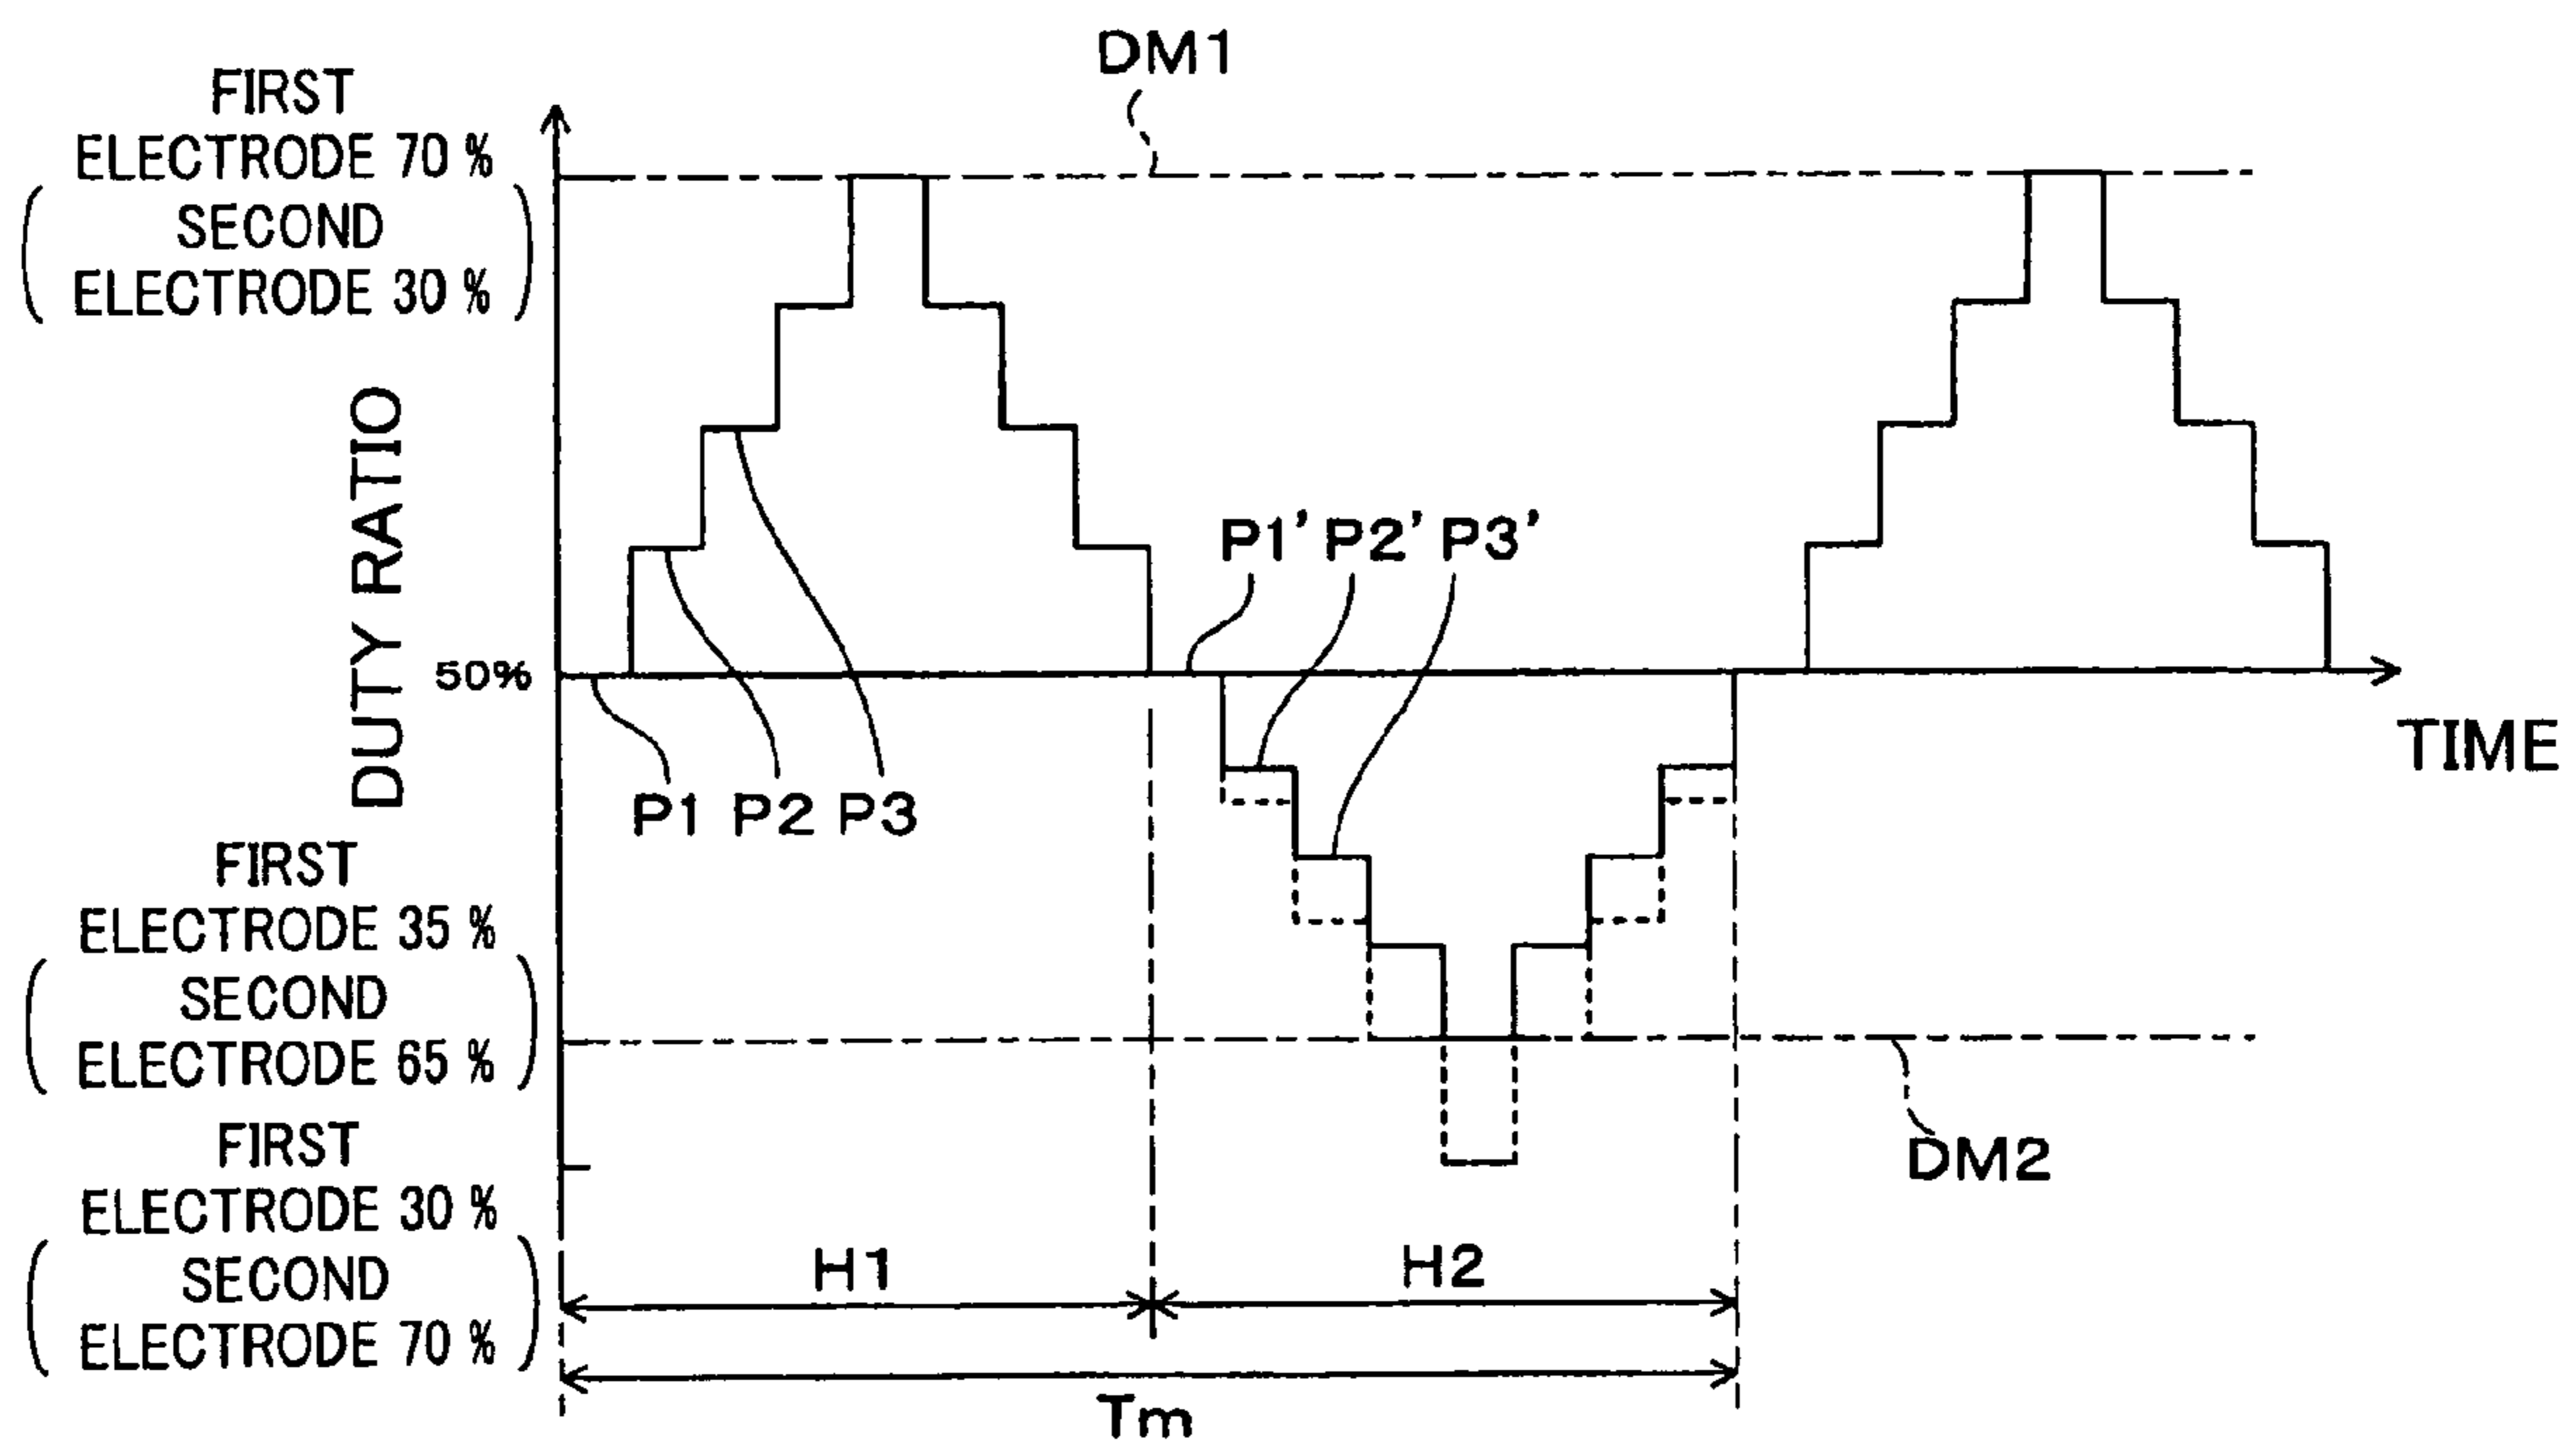 DM1
FIRST
ELECTRODE 70 %
( SECOND
ELECTRODE 30 % )
DUTY RATIO
50%
P1' P2' P3'
TIME
P1 P2 P3
FIRST
ELECTRODE 35 %
( SECOND
ELECTRODE 65 % )
DM2
FIRST
ELECTRODE 30 %
( SECOND
ELECTRODE 70 % )
H1 H2
Tm